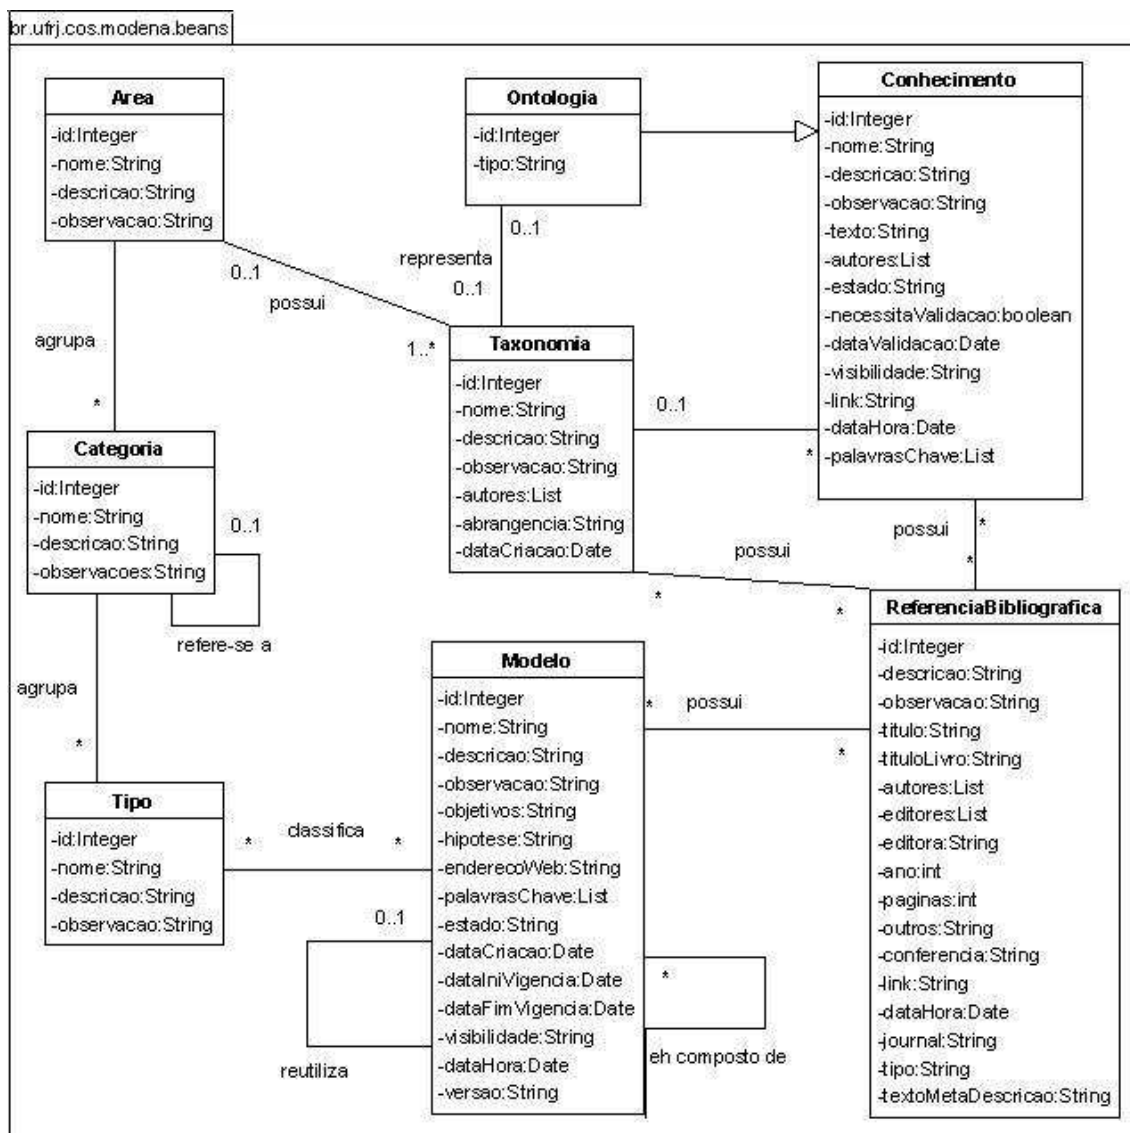 br.ufrj.cos.modena.beans
Area
-id:Integer
-nome:String
-descricao:String
-observacao:String
Ontologia
-id:Integer
-tipo:String
Conhecimento
-id:Integer
-nome:String
-descricao:String
-observacao:String
-texto:String
-autores:List
-estado:String
-necessitaValidacao:boolean
-dataValidacao:Date
-visibilidade:String
-link:String
-dataHora:Date
-palavrasChave:List
0..1
possui
1..*
0..1
representa
0..1
agrupa
*
Taxonomia
-id:Integer
-nome:String
-descricao:String
-observacao:String
-autores:List
-abrangencia:String
-dataCriacao:Date
0..1
*
Categoria
-id:Integer
-nome:String
-descricao:String
-observacoes:String
0..1
refere-se a
possui
*
*
possui
*
*
agrupa
*
ReferenciaBibliografica
-id:Integer
-descricao:String
-observacao:String
-titulo:String
-tituloLivro:String
-autores:List
-editores:List
-editora:String
-ano:int
-paginas:int
-outros:String
-conferencia:String
-link:String
-dataHora:Date
-journal:String
-tipo:String
-textoMetaDescricao:String
Modelo
-id:Integer
-nome:String
-descricao:String
-observacao:String
-objetivos:String
-hipotese:String
-enderecoWeb:String
-palavrasChave:List
-estado:String
-dataCriacao:Date
-dataIniVigencia:Date
-dataFimVigencia:Date
-visibilidade:String
-dataHora:Date
-versao:String
*
possui
*
Tipo
-id:Integer
-nome:String
-descricao:String
-observacao:String
*
classifica
*
0..1
reutiliza
*
eh composto de